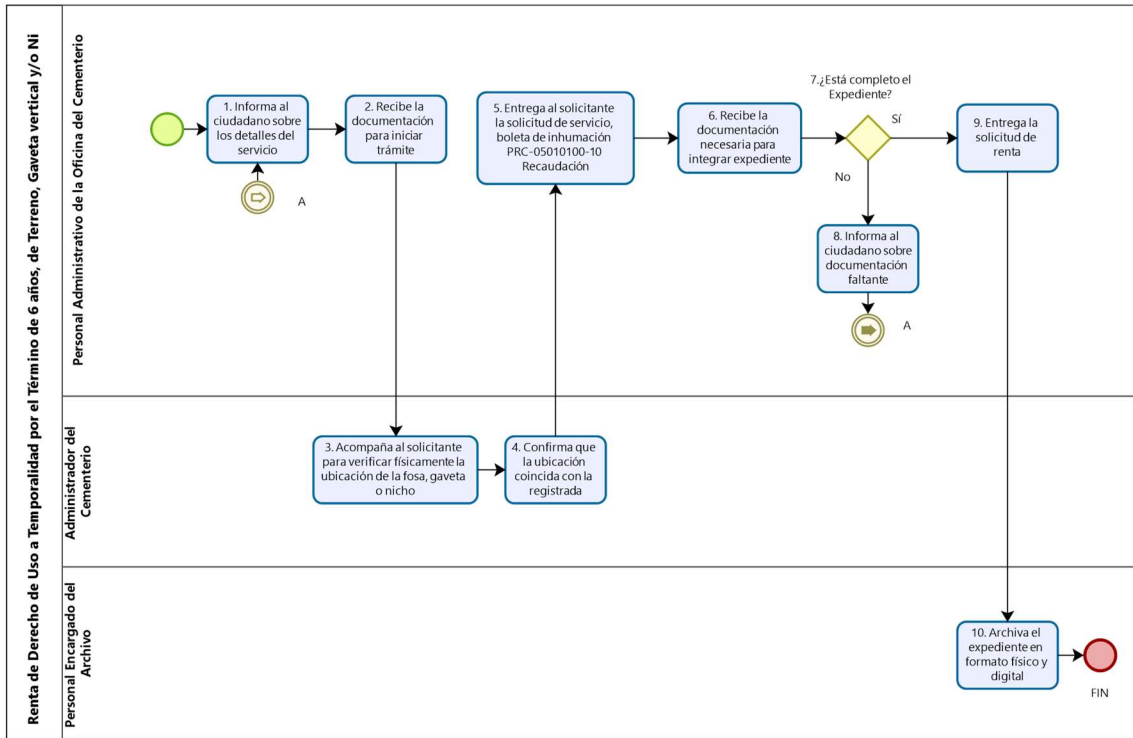 Renta de Derecho de Uso a Temporalidad por el Término de 6 años, de Terreno, Gaveta vertical y/o Ni
Personal Administrativo de la Oficina del Cementerio
1. Informa al
ciudadano sobre
los detalles del
servicio
A
2. Recibe la
documentación
para iniciar
trámite
5. Entrega al solicitante
la solicitud de servicio,
boleta de inhumación
PRC-05010100-10
Recaudación
6. Recibe la
documentación
necesaria para
integrar expediente
7.¿Está completo el
Expediente?
Sí
No
8. Informa al
ciudadano sobre
documentación
faltante
A
9. Entrega la
solicitud de
renta
Administrador del
Cementerio
3. Acompaña al solicitante
para verificar físicamente la
ubicación de la fosa, gaveta
o nicho
4. Confirma que
la ubicación
coincida con la
registrada
Personal Encargado del
Archivo
10. Archiva el
expediente en
formato físico y
digital
FIN